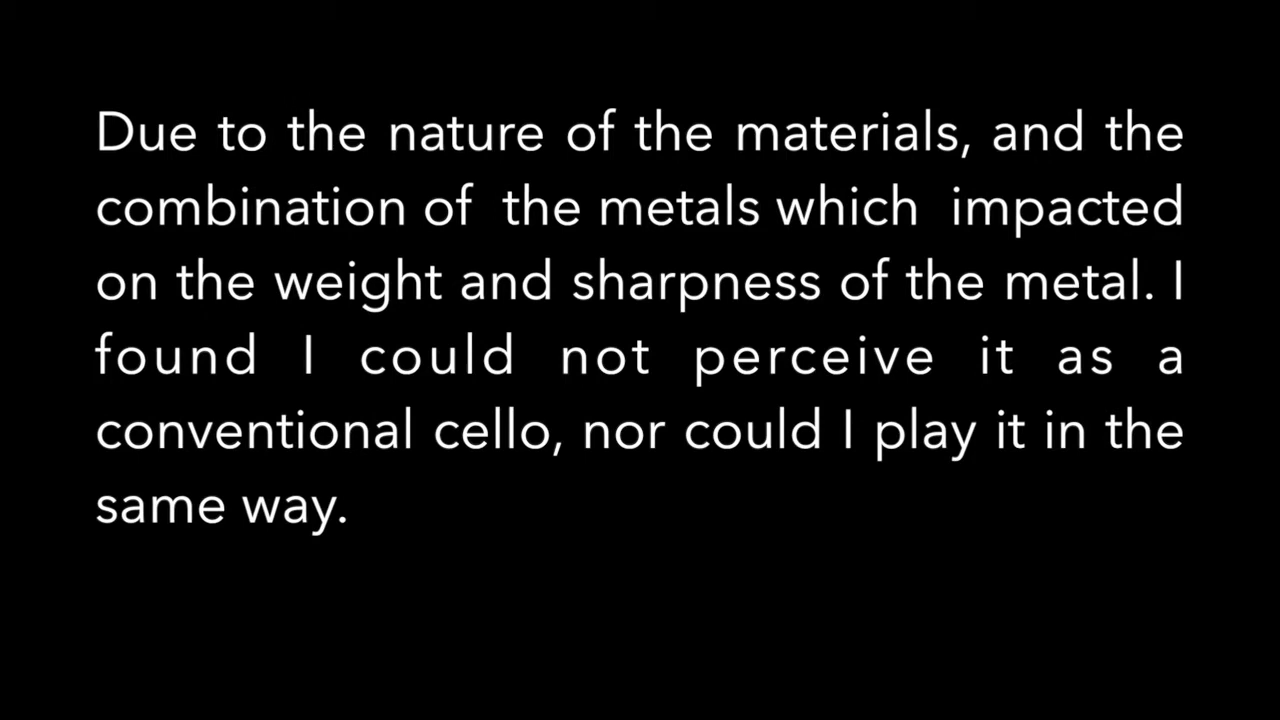 Due to the nature of the materials, and the
combination of the metals which impacted
on the weight and sharpness of the metal. I
found I could not perceive it as a
conventional cello, nor could I play it in the
same way.